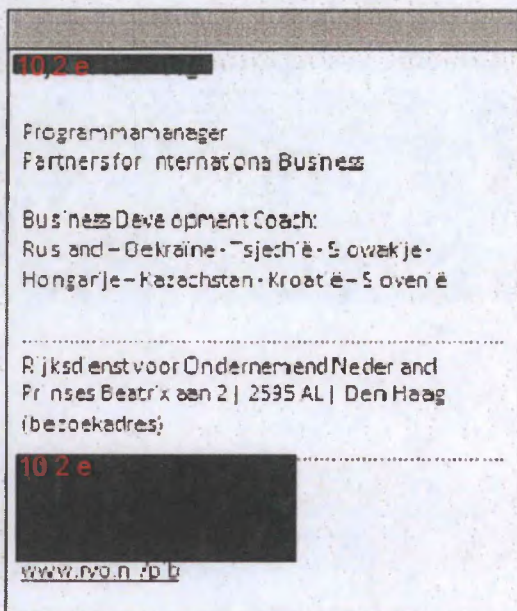 10,2 e
Programmamanager
Partners for International Business
Business Development Coach:
Rusland – Oekraïne - Tsjechië - Slowakije -
Hongarije – Kazachstan - Kroatië – Slovenië
Rijksdienst voor Ondernemend Nederland
Prinses Beatrixlaan 2 | 2595 AL | Den Haag
(bezoekadres)
10 2 e
www.rvo.nl/pib